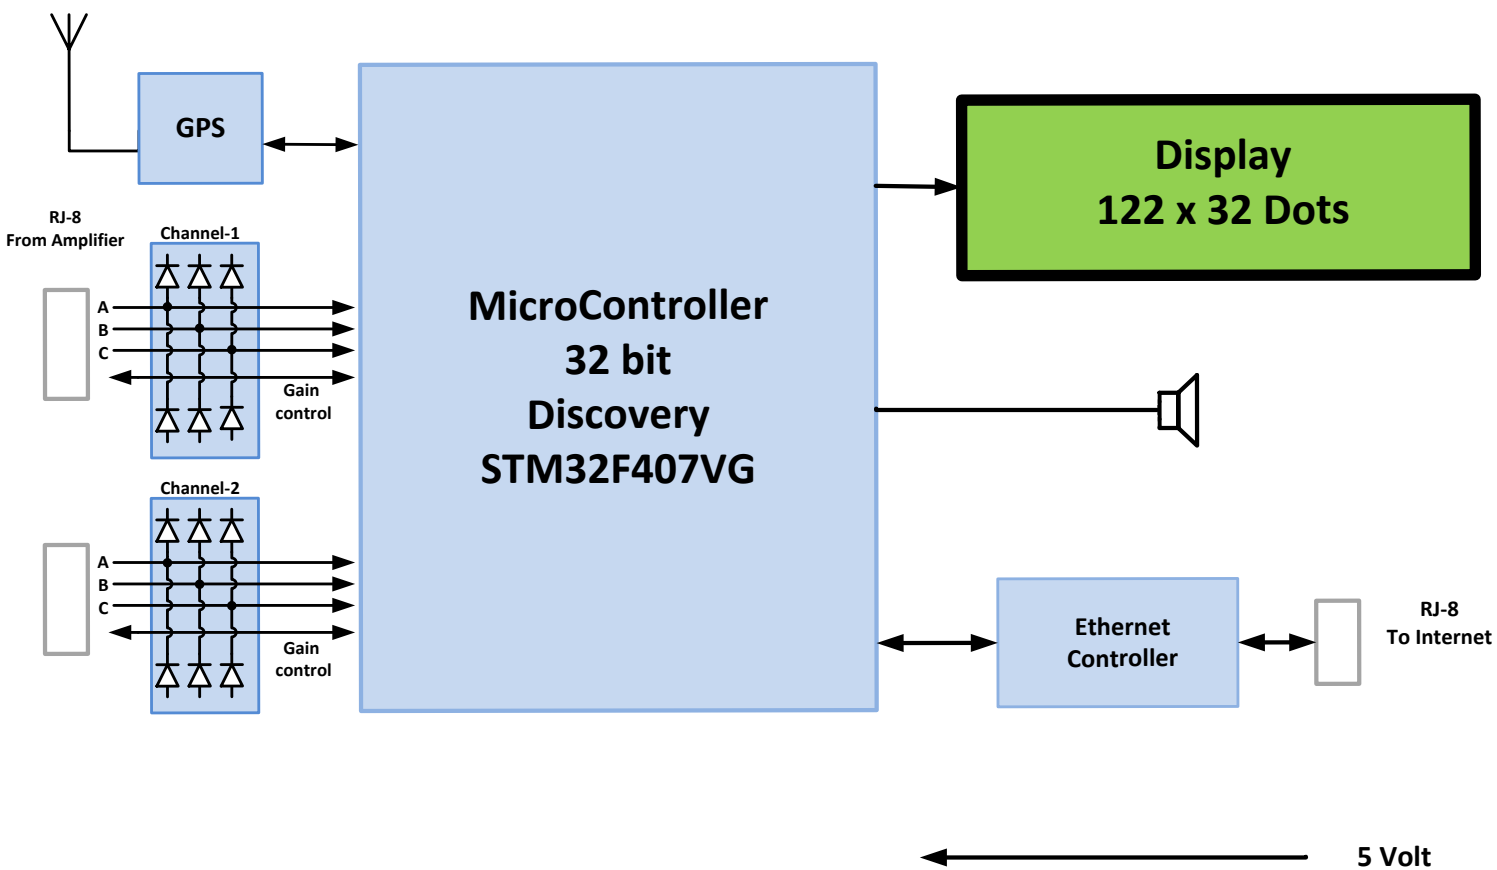 GPS
RJ-8
From Amplifier
Channel-1
A
B
C
Gain
control
Channel-2
A
B
C
Gain
control
MicroController
32 bit
Discovery
STM32F407VG
Display
122 x 32 Dots
Ethernet
Controller
RJ-8
To Internet
5 Volt